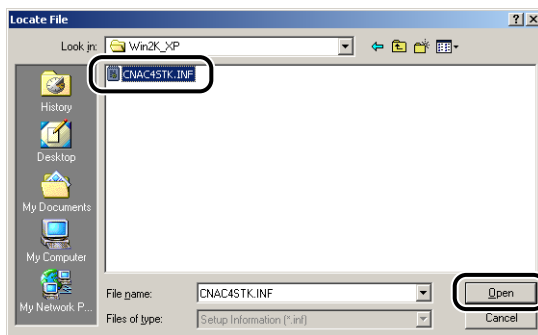 Locate File
Look in: Win2K_XP
CNAC4STK.INF
History
Desktop
My Documents
My Computer
My Network P...
File name: CNAC4STK.INF Open
Files of type: Setup Information (*.inf) Cancel